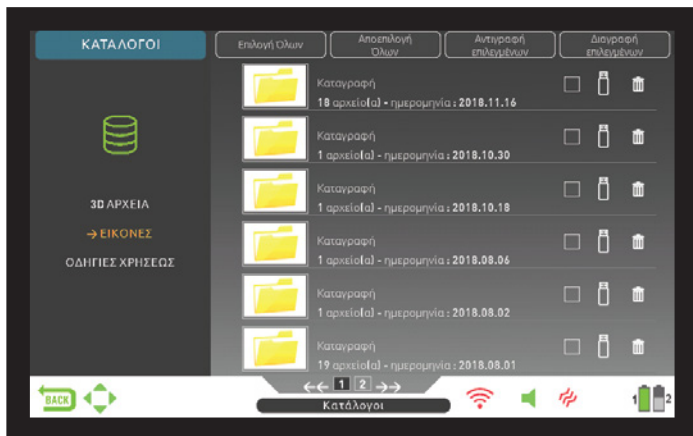 ΚΑΤΑΛΟΓΟΙ
Επιλογή Όλων
Αποεπιλογή
Όλων
Αντιγραφή
επιλεγμένων
Διαγραφή
επιλεγμένων
Καταγραφή
18 αρχείο(α) - ημερομηνία : 2018.11.16
Καταγραφή
1 αρχείο(α) - ημερομηνία : 2018.10.30
Καταγραφή
1 αρχείο(α) - ημερομηνία : 2018.10.18
Καταγραφή
1 αρχείο(α) - ημερομηνία : 2018.08.06
Καταγραφή
1 αρχείο(α) - ημερομηνία : 2018.08.02
Καταγραφή
19 αρχείο(α) - ημερομηνία : 2018.08.01
3D ΑΡΧΕΙΑ
→ ΕΙΚΟΝΕΣ
ΟΔΗΓΙΕΣ ΧΡΗΣΕΩΣ
BACK
←← 1 2 →→
Κατάλογοι
1 2